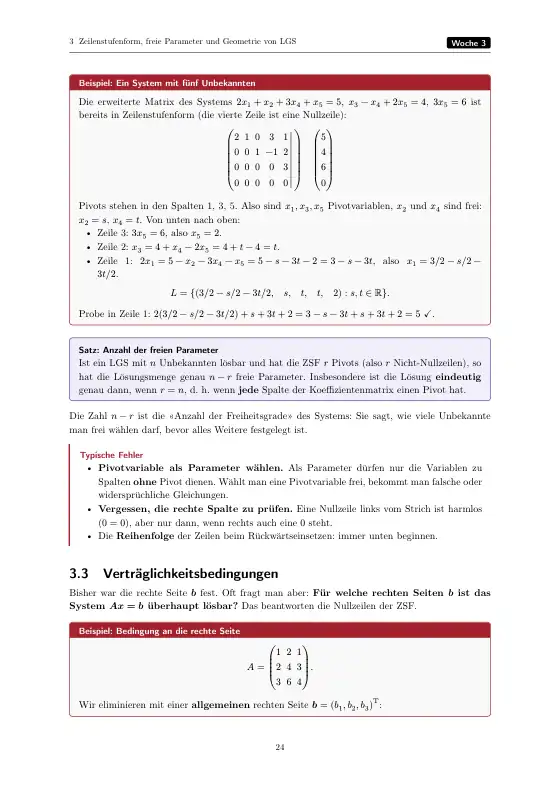 3 Zeilenstufenform, freie Parameter und Geometrie von LGS
Woche 3
Beispiel: Ein System mit fünf Unbekannten
Die erweiterte Matrix des Systems 2x₁ + x₂ + 3x₄ + x₅ = 5, x₃ − x₄ + 2x₅ = 4, 3x₅ = 6 ist
bereits in Zeilenstufenform (die vierte Zeile ist eine Nullzeile):
2 1 0 3 1 | 5
0 0 1 −1 2 | 4
0 0 0 0 3 | 6
0 0 0 0 0 | 0
Pivots stehen in den Spalten 1, 3, 5. Also sind x₁, x₃, x₅ Pivotvariablen, x₂ und x₄ sind frei:
x₂ = s, x₄ = t. Von unten nach oben:
• Zeile 3: 3x₅ = 6, also x₅ = 2.
• Zeile 2: x₃ = 4 + x₄ − 2x₅ = 4 + t − 4 = t.
• Zeile 1: 2x₁ = 5 − x₂ − 3x₄ − x₅ = 5 − s − 3t − 2 = 3 − s − 3t, also x₁ = 3/2 − s/2 −
3t/2.
L = {(3/2 − s/2 − 3t/2, s, t, t, 2) : s, t ∈ ℝ}.
Probe in Zeile 1: 2(3/2 − s/2 − 3t/2) + s + 3t + 2 = 3 − s − 3t + s + 3t + 2 = 5 ✓.
Satz: Anzahl der freien Parameter
Ist ein LGS mit n Unbekannten lösbar und hat die ZSF r Pivots (also r Nicht-Nullzeilen), so
hat die Lösungsmenge genau n − r freie Parameter. Insbesondere ist die Lösung eindeutig
genau dann, wenn r = n, d. h. wenn jede Spalte der Koeffizientenmatrix einen Pivot hat.
Die Zahl n − r ist die «Anzahl der Freiheitsgrade» des Systems: Sie sagt, wie viele Unbekannte
man frei wählen darf, bevor alles Weitere festgelegt ist.
Typische Fehler
• Pivotvariable als Parameter wählen. Als Parameter dürfen nur die Variablen zu
Spalten ohne Pivot dienen. Wählt man eine Pivotvariable frei, bekommt man falsche oder
widersprüchliche Gleichungen.
• Vergessen, die rechte Spalte zu prüfen. Eine Nullzeile links vom Strich ist harmlos
(0 = 0), aber nur dann, wenn rechts auch eine 0 steht.
• Die Reihenfolge der Zeilen beim Rückwärtseinsetzen: immer unten beginnen.
3.3 Verträglichkeitsbedingungen
Bisher war die rechte Seite b fest. Oft fragt man aber: Für welche rechten Seiten b ist das
System Ax = b überhaupt lösbar? Das beantworten die Nullzeilen der ZSF.
Beispiel: Bedingung an die rechte Seite
1 2 1
A = 2 4 3 .
3 6 4
Wir eliminieren mit einer allgemeinen rechten Seite b = (b₁, b₂, b₃)ᵀ:
24